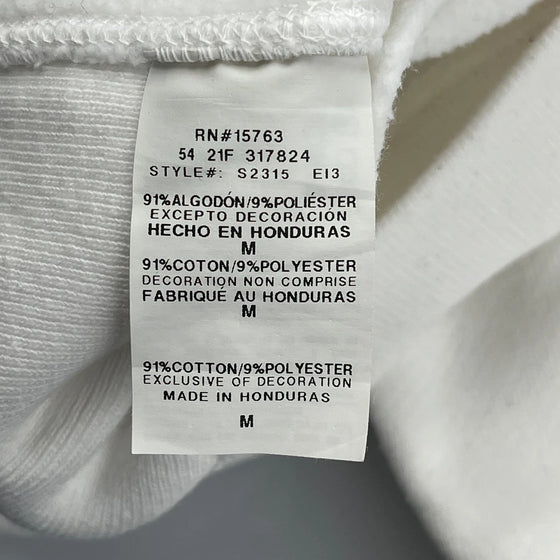 RN#15763
54 21F 317824
STYLE#: S2315 EI3
91%ALGODÓN/9%POLIÉSTER
EXCEPTO DECORACIÓN
HECHO EN HONDURAS
M
91%COTON/9%POLYESTER
DECORATION NON COMPRISE
FABRIQUÉ AU HONDURAS
M
91%COTTON/9%POLYESTER
EXCLUSIVE OF DECORATION
MADE IN HONDURAS
M